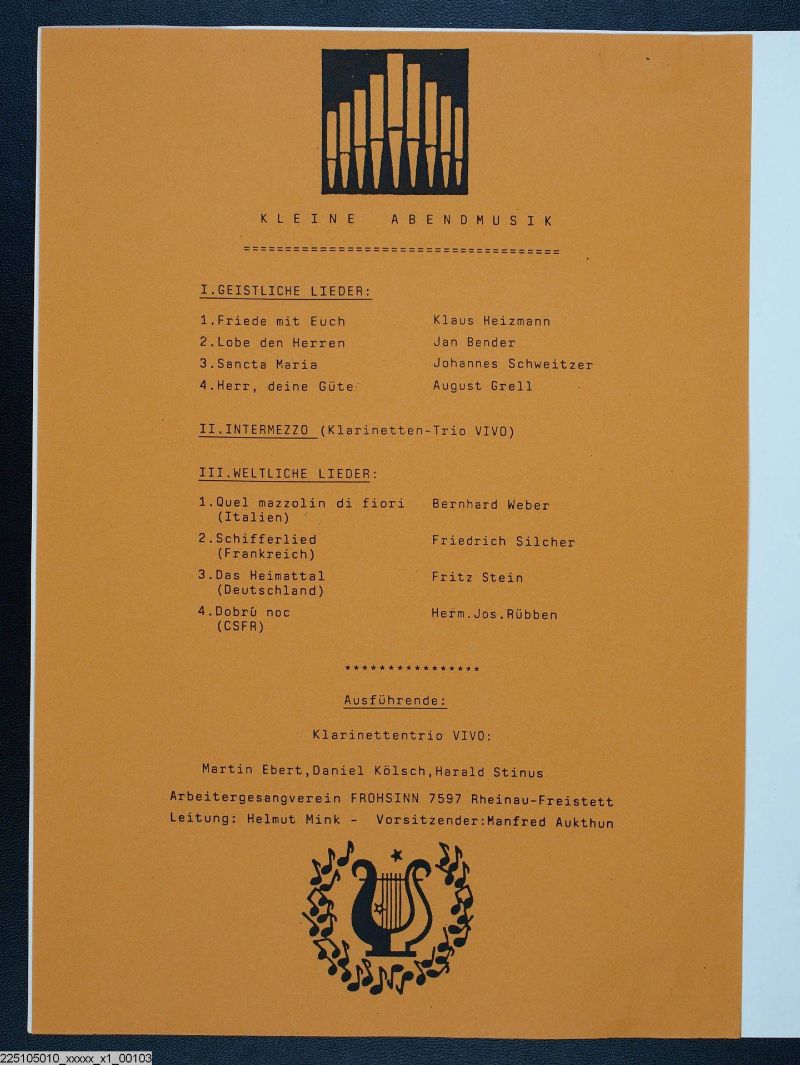 KLEINE ABENDMUSIK
======================================
I.GEISTLICHE LIEDER:
1.Friede mit Euch Klaus Heizmann
2.Lobe den Herren Jan Bender
3.Sancta Maria Johannes Schweitzer
4.Herr, deine Güte August Grell
II.INTERMEZZO (Klarinetten-Trio VIVO)
III.WELTLICHE LIEDER:
1.Quel mazzolin di fiori Bernhard Weber
(Italien)
2.Schifferlied Friedrich Silcher
(Frankreich)
3.Das Heimattal Fritz Stein
(Deutschland)
4.Dobrú noc Herm.Jos.Rübben
(CSFR)
****************
Ausführende:
Klarinettentrio VIVO:
Martin Ebert,Daniel Kölsch,Harald Stinus
Arbeitergesangverein FROHSINN 7597 Rheinau-Freistett
Leitung: Helmut Mink - Vorsitzender:Manfred Aukthun
225105010_xxxxx_x1_00103